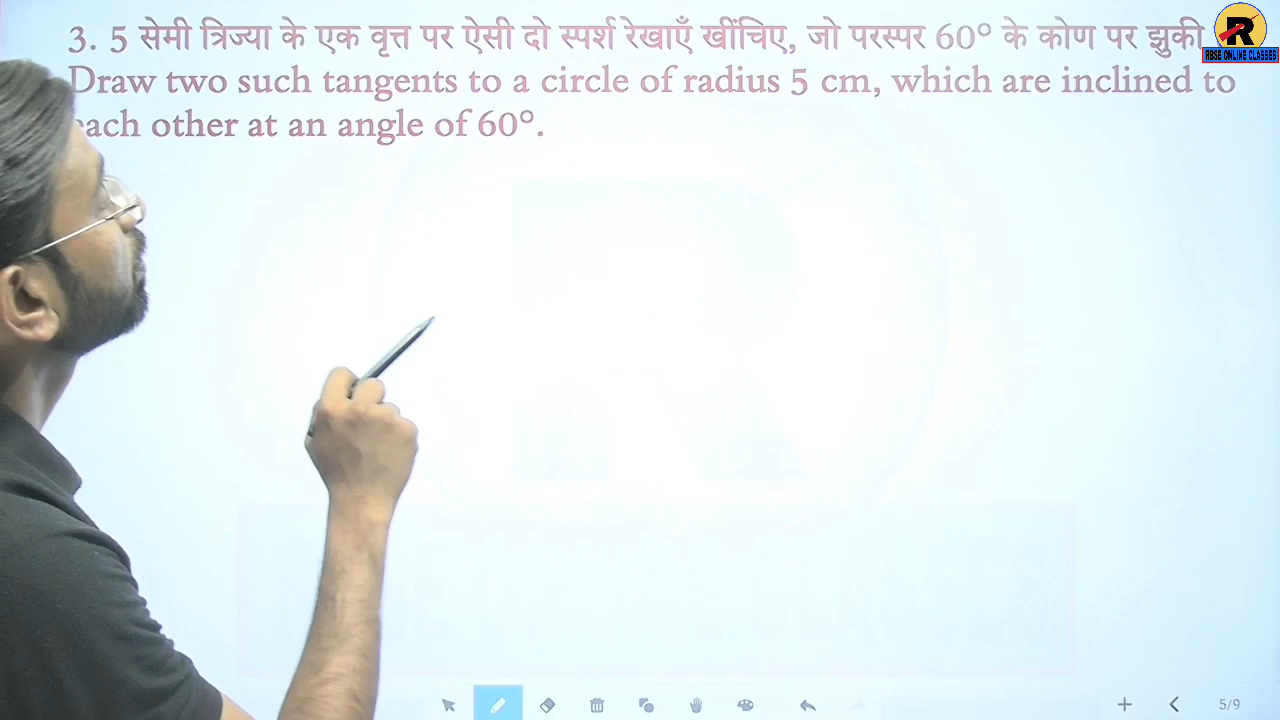 3. 5 सेमी त्रिज्या के एक वृत्त पर ऐसी दो स्पर्श रेखाएँ खींचिए, जो परस्पर 60° के कोण पर झुकी
Draw two such tangents to a circle of radius 5 cm, which are inclined to
each other at an angle of 60°.
R
RBSE ONLINE CLASSES
5/9